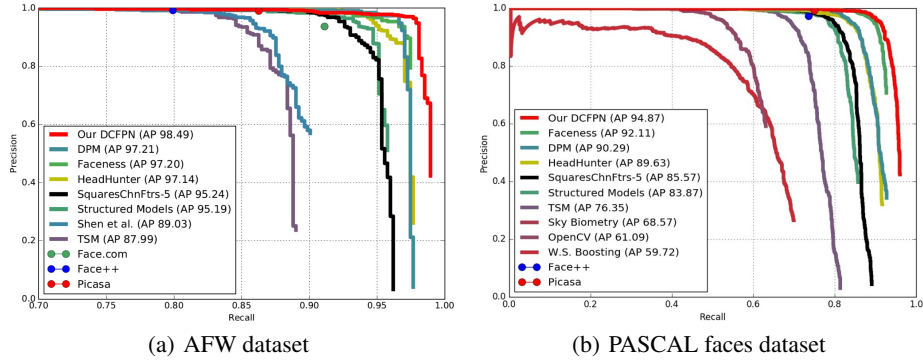 1.0
0.8
0.6
0.4
0.2
0.0
Precision
Our DCFPN (AP 98.49)
DPM (AP 97.21)
Faceness (AP 97.20)
HeadHunter (AP 97.14)
SquaresChnFtrs-5 (AP 95.24)
Structured Models (AP 95.19)
Shen et al. (AP 89.03)
TSM (AP 87.99)
Face.com
Face++
Picasa
0.70 0.75 0.80 0.85 0.90 0.95 1.00
Recall
(a) AFW dataset
1.0
0.8
0.6
0.4
0.2
0.0
Precision
Our DCFPN (AP 94.87)
Faceness (AP 92.11)
DPM (AP 90.29)
HeadHunter (AP 89.63)
SquaresChnFtrs-5 (AP 85.57)
Structured Models (AP 83.87)
TSM (AP 76.35)
Sky Biometry (AP 68.57)
OpenCV (AP 61.09)
W.S. Boosting (AP 59.72)
Face++
Picasa
0.0 0.2 0.4 0.6 0.8 1.0
Recall
(b) PASCAL faces dataset